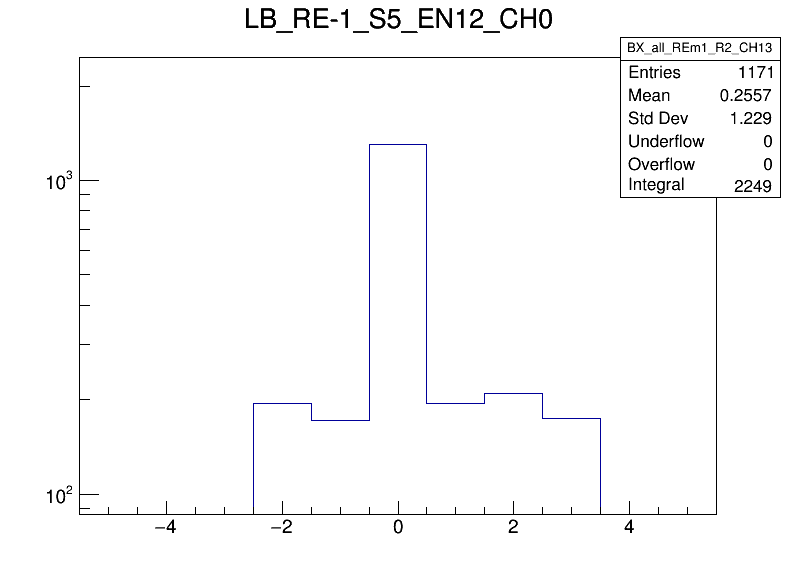 LB_RE-1_S5_EN12_CH0
BX_all_REm1_R2_CH13
Entries 1171
Mean 0.2557
Std Dev 1.229
Underflow 0
Overflow 0
Integral 2249
10³
10²
−4 −2 0 2 4